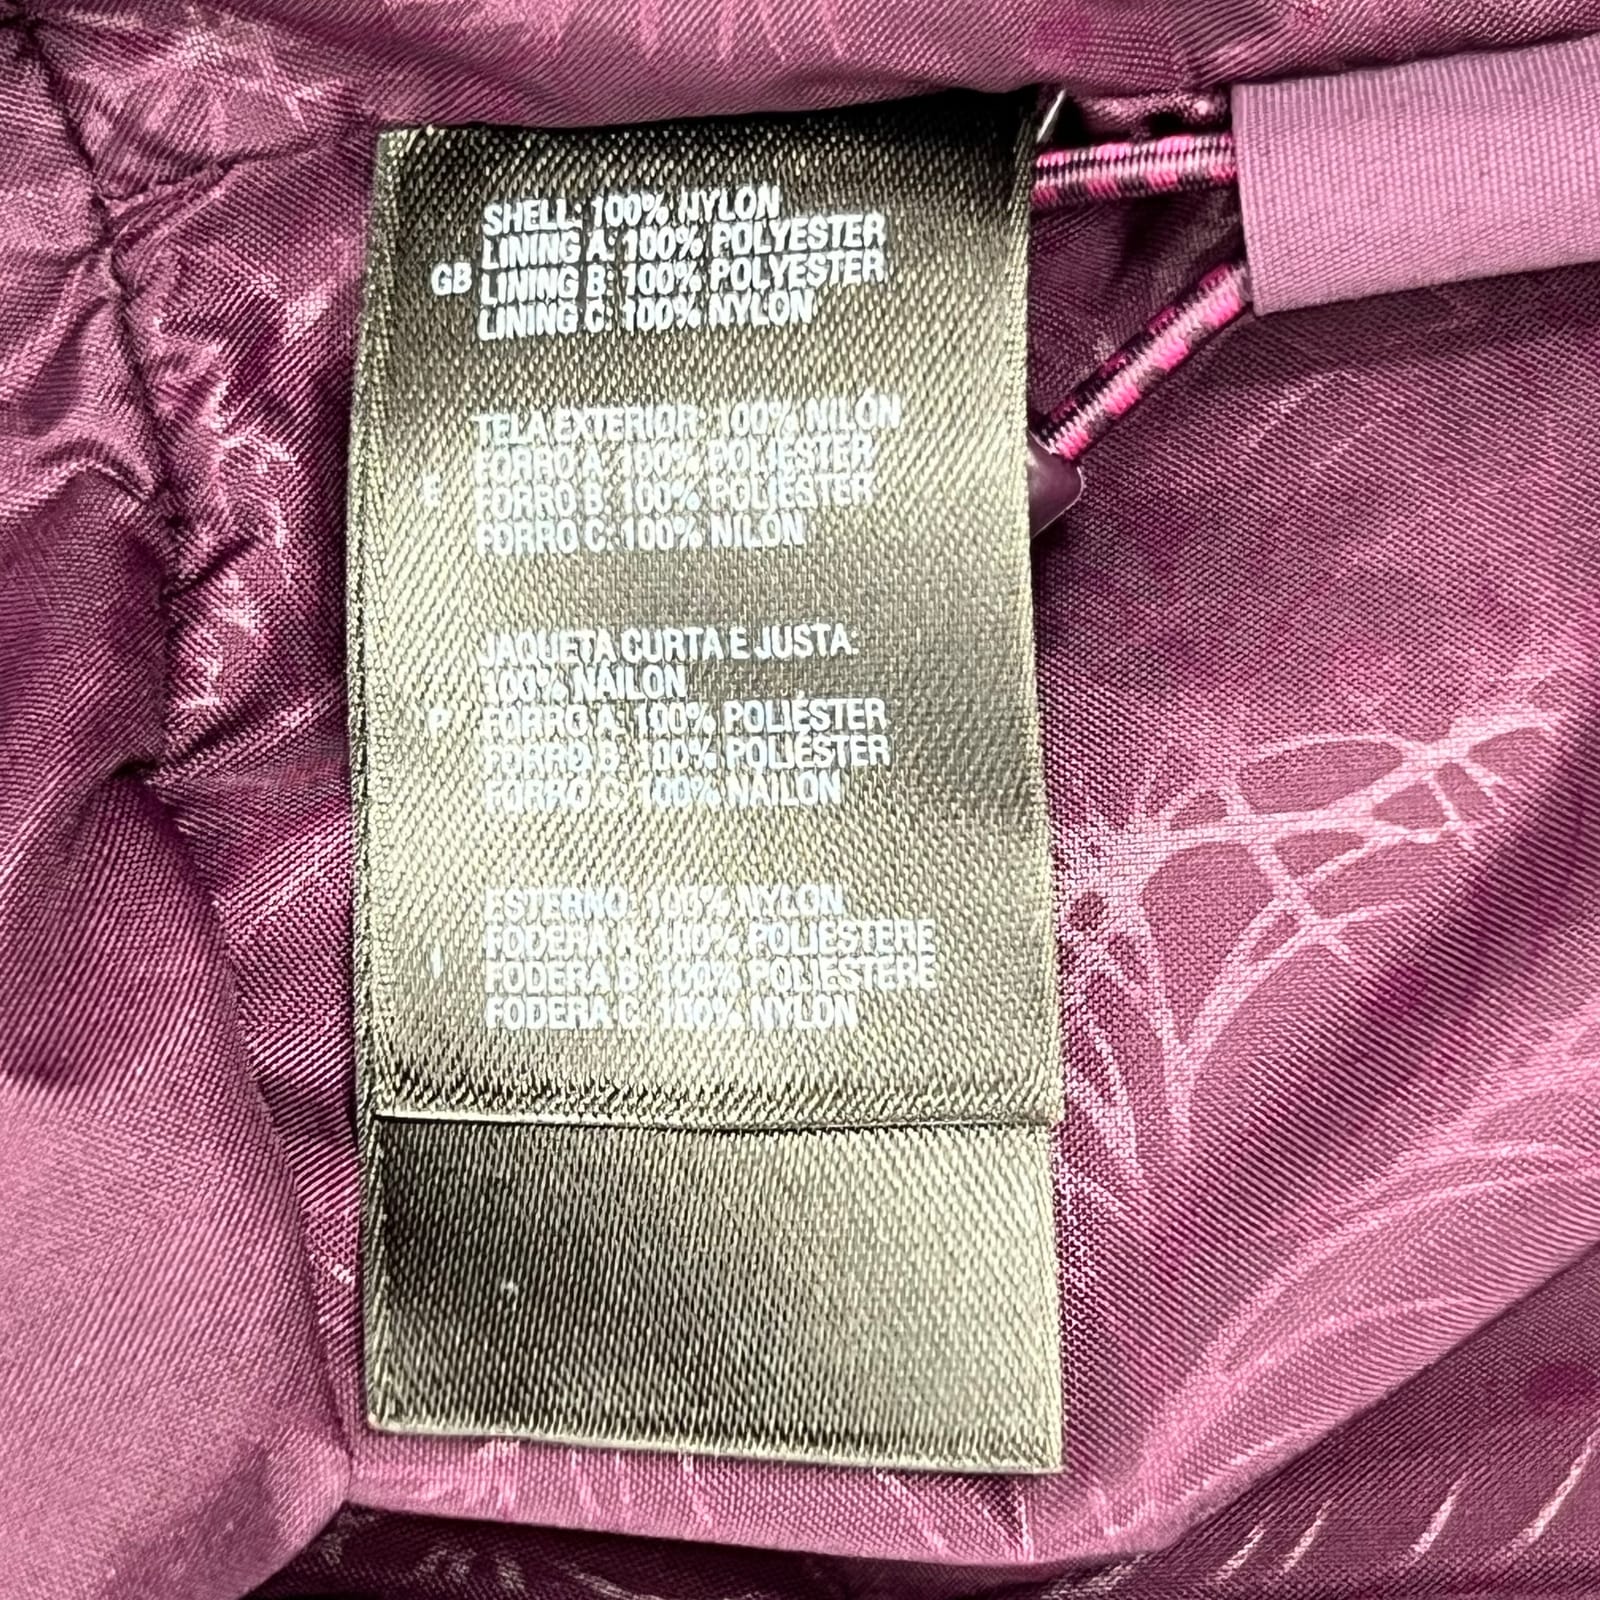 GB
SHELL: 100% NYLON
LINING A: 100% POLYESTER
LINING B: 100% POLYESTER
LINING C: 100% NYLON
E
TELA EXTERIOR: 100% NILÓN
FORRO A: 100% POLIÉSTER
FORRO B: 100% POLIÉSTER
FORRO C: 100% NILÓN
P
JAQUETA CURTA E JUSTA:
100% NÁILON
FORRO A: 100% POLIÉSTER
FORRO B: 100% POLIÉSTER
FORRO C: 100% NÁILON
I
ESTERNO: 100% NYLON
FODERA A: 100% POLIESTERE
FODERA B: 100% POLIESTERE
FODERA C: 100% NYLON